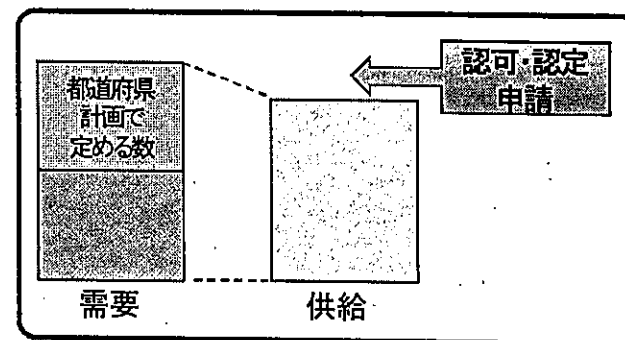 都道府県
計画で
定める数
認可・認定
申請
需要
供給